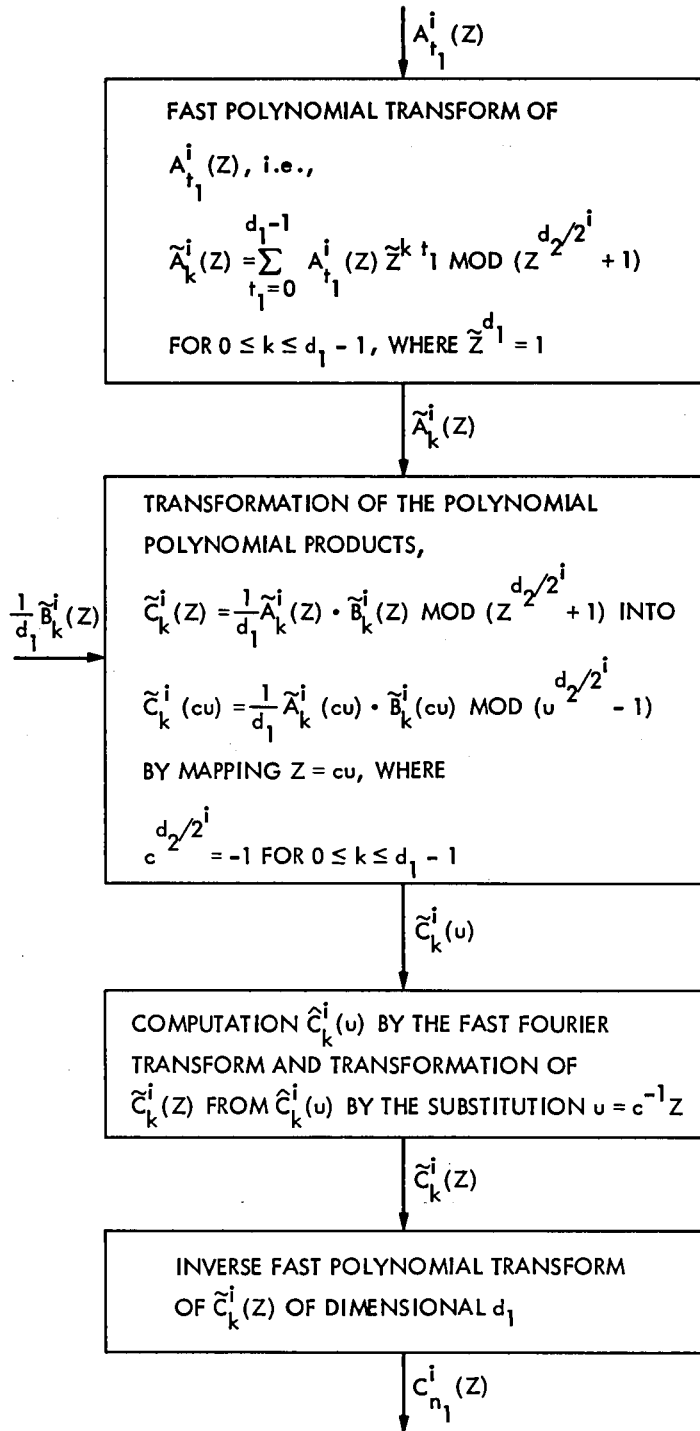 A^i_{t_1}(Z)
FAST POLYNOMIAL TRANSFORM OF
A^i_{t_1}(Z), i.e.,
Ã^i_k(Z) = \sum_{t_1=0}^{d_1-1} A^i_{t_1}(Z) Z̃^{k t_1} MOD (Z^{d_2/2^i} + 1)
FOR 0 ≤ k ≤ d_1 - 1, WHERE Z̃^{d_1} = 1
Ã^i_k(Z)
TRANSFORMATION OF THE POLYNOMIAL
POLYNOMIAL PRODUCTS,
\frac{1}{d_1} B̃^i_k(Z)
C̃^i_k(Z) = \frac{1}{d_1} Ã^i_k(Z) • B̃^i_k(Z) MOD (Z^{d_2/2^i} + 1) INTO
C̃^i_k(cu) = \frac{1}{d_1} Ã^i_k(cu) • B̃^i_k(cu) MOD (u^{d_2/2^i} - 1)
BY MAPPING Z = cu, WHERE
c^{d_2/2^i} = -1 FOR 0 ≤ k ≤ d_1 - 1
C̃^i_k(u)
COMPUTATION Ĉ^i_k(u) BY THE FAST FOURIER
TRANSFORM AND TRANSFORMATION OF
C̃^i_k(Z) FROM Ĉ^i_k(u) BY THE SUBSTITUTION u = c^{-1}Z
C̃^i_k(Z)
INVERSE FAST POLYNOMIAL TRANSFORM
OF C̃^i_k(Z) OF DIMENSIONAL d_1
C^i_{n_1}(Z)